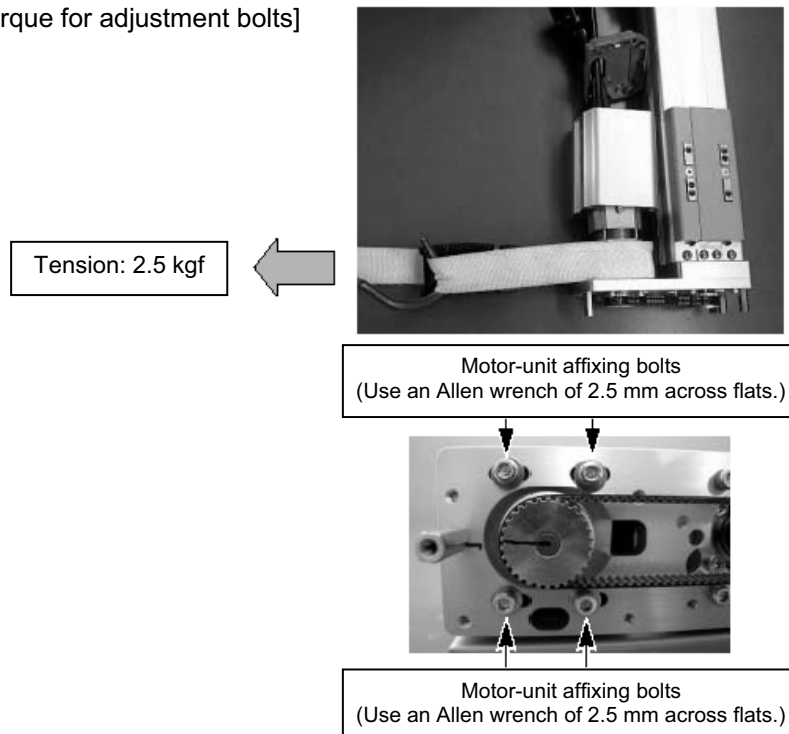 rque for adjustment bolts]
Tension: 2.5 kgf
Motor-unit affixing bolts
(Use an Allen wrench of 2.5 mm across flats.)
Motor-unit affixing bolts
(Use an Allen wrench of 2.5 mm across flats.)